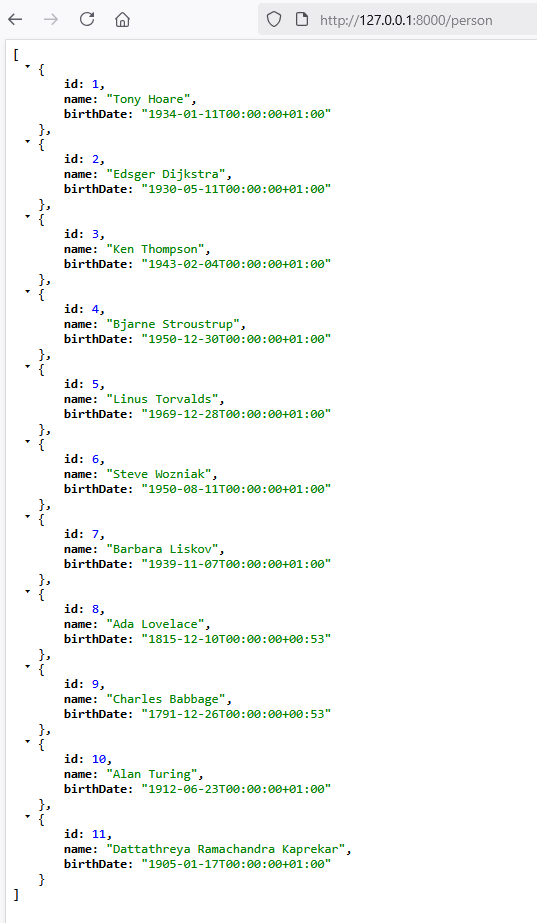 http://127.0.0.1:8000/person
[
{
id: 1,
name: "Tony Hoare",
birthDate: "1934-01-11T00:00:00+01:00"
},
{
id: 2,
name: "Edsger Dijkstra",
birthDate: "1930-05-11T00:00:00+01:00"
},
{
id: 3,
name: "Ken Thompson",
birthDate: "1943-02-04T00:00:00+01:00"
},
{
id: 4,
name: "Bjarne Stroustrup",
birthDate: "1950-12-30T00:00:00+01:00"
},
{
id: 5,
name: "Linus Torvalds",
birthDate: "1969-12-28T00:00:00+01:00"
},
{
id: 6,
name: "Steve Wozniak",
birthDate: "1950-08-11T00:00:00+01:00"
},
{
id: 7,
name: "Barbara Liskov",
birthDate: "1939-11-07T00:00:00+01:00"
},
{
id: 8,
name: "Ada Lovelace",
birthDate: "1815-12-10T00:00:00+00:53"
},
{
id: 9,
name: "Charles Babbage",
birthDate: "1791-12-26T00:00:00+00:53"
},
{
id: 10,
name: "Alan Turing",
birthDate: "1912-06-23T00:00:00+01:00"
},
{
id: 11,
name: "Dattathreya Ramachandra Kaprekar",
birthDate: "1905-01-17T00:00:00+01:00"
}
]